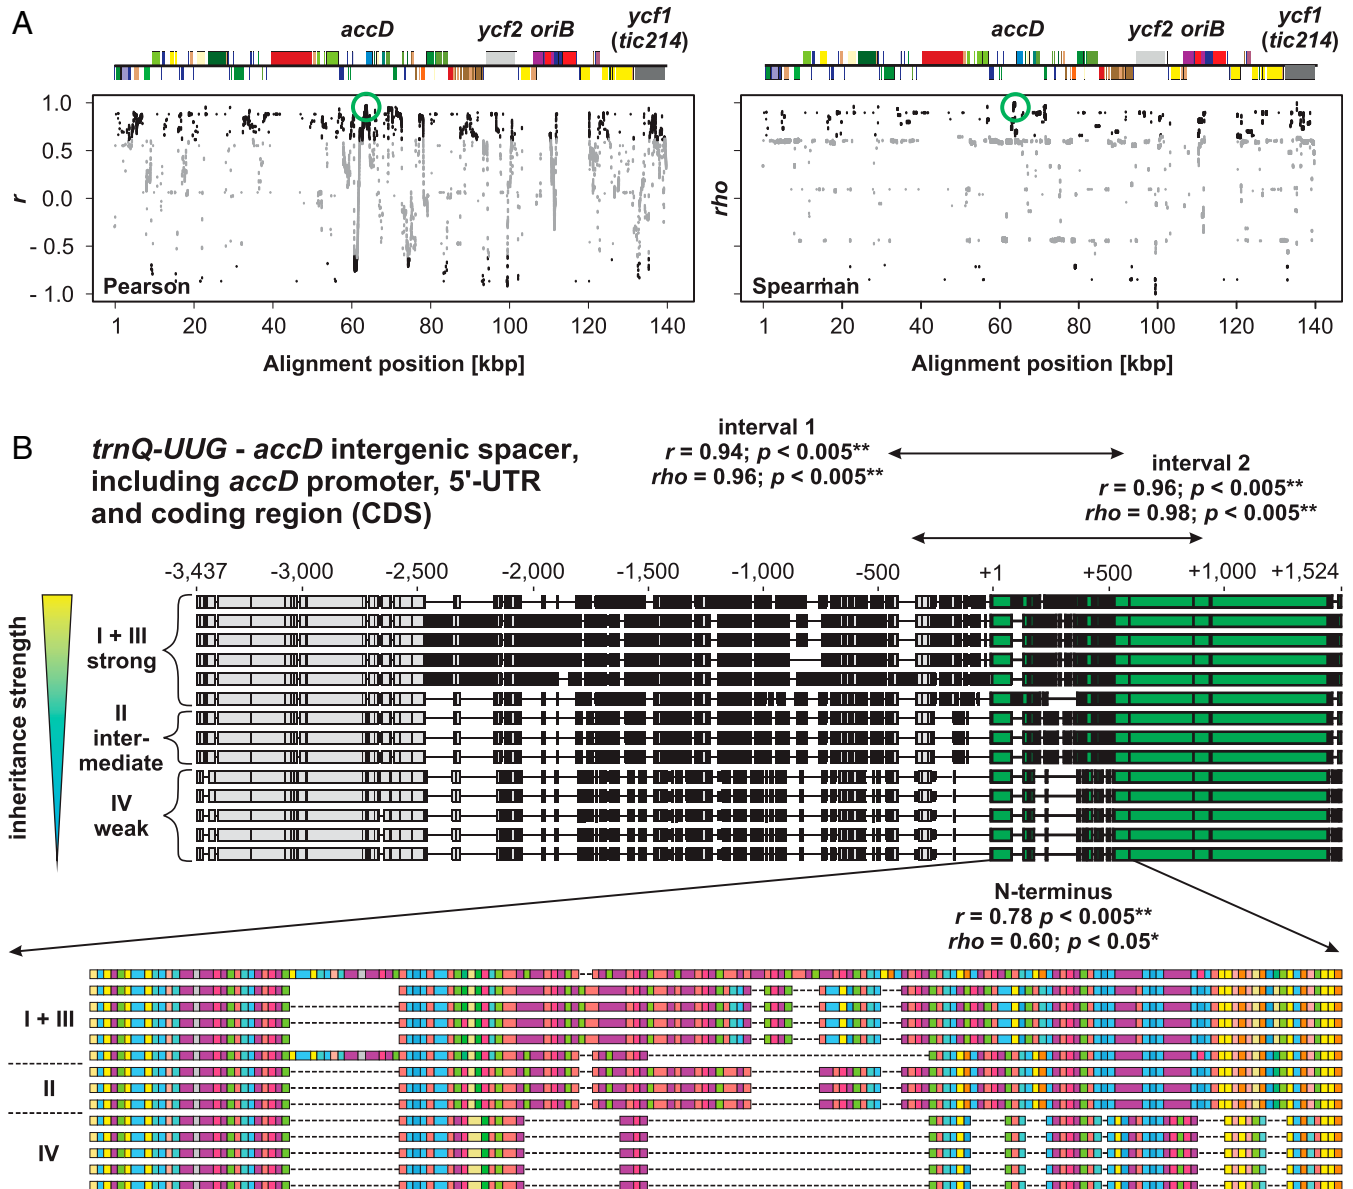 A
accD
ycf2 oriB
ycf1
(tic214)
accD
ycf2 oriB
ycf1
(tic214)
r
1.0
0.5
0.0
- 0.5
- 1.0
Pearson
1 20 40 60 80 100 120 140
Alignment position [kbp]
rho
Spearman
1 20 40 60 80 100 120 140
Alignment position [kbp]
B
trnQ-UUG - accD intergenic spacer,
including accD promoter, 5'-UTR
and coding region (CDS)
interval 1
r = 0.94; p < 0.005**
rho = 0.96; p < 0.005**
interval 2
r = 0.96; p < 0.005**
rho = 0.98; p < 0.005**
-3,437 -3,000 -2,500 -2,000 -1,500 -1,000 -500 +1 +500 +1,000 +1,524
inheritance strength
I + III
strong
II
inter-
mediate
IV
weak
N-terminus
r = 0.78 p < 0.005**
rho = 0.60; p < 0.05*
I + III
II
IV